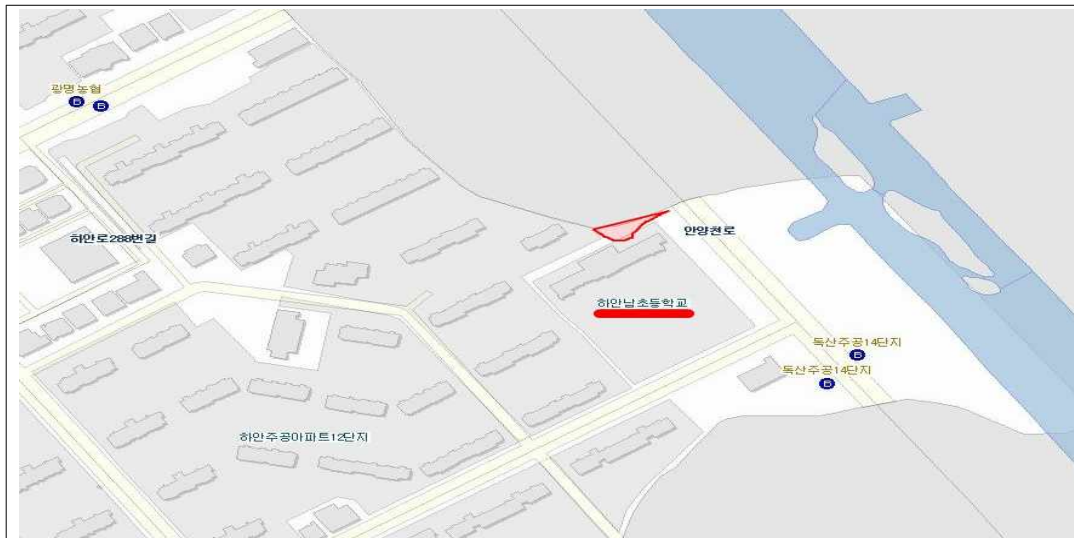 광명농협
B
B
하안로288번길
안양천로
하안남초등학교
독산주공14단지
B
독산주공14단지
B
하안주공아파트12단지